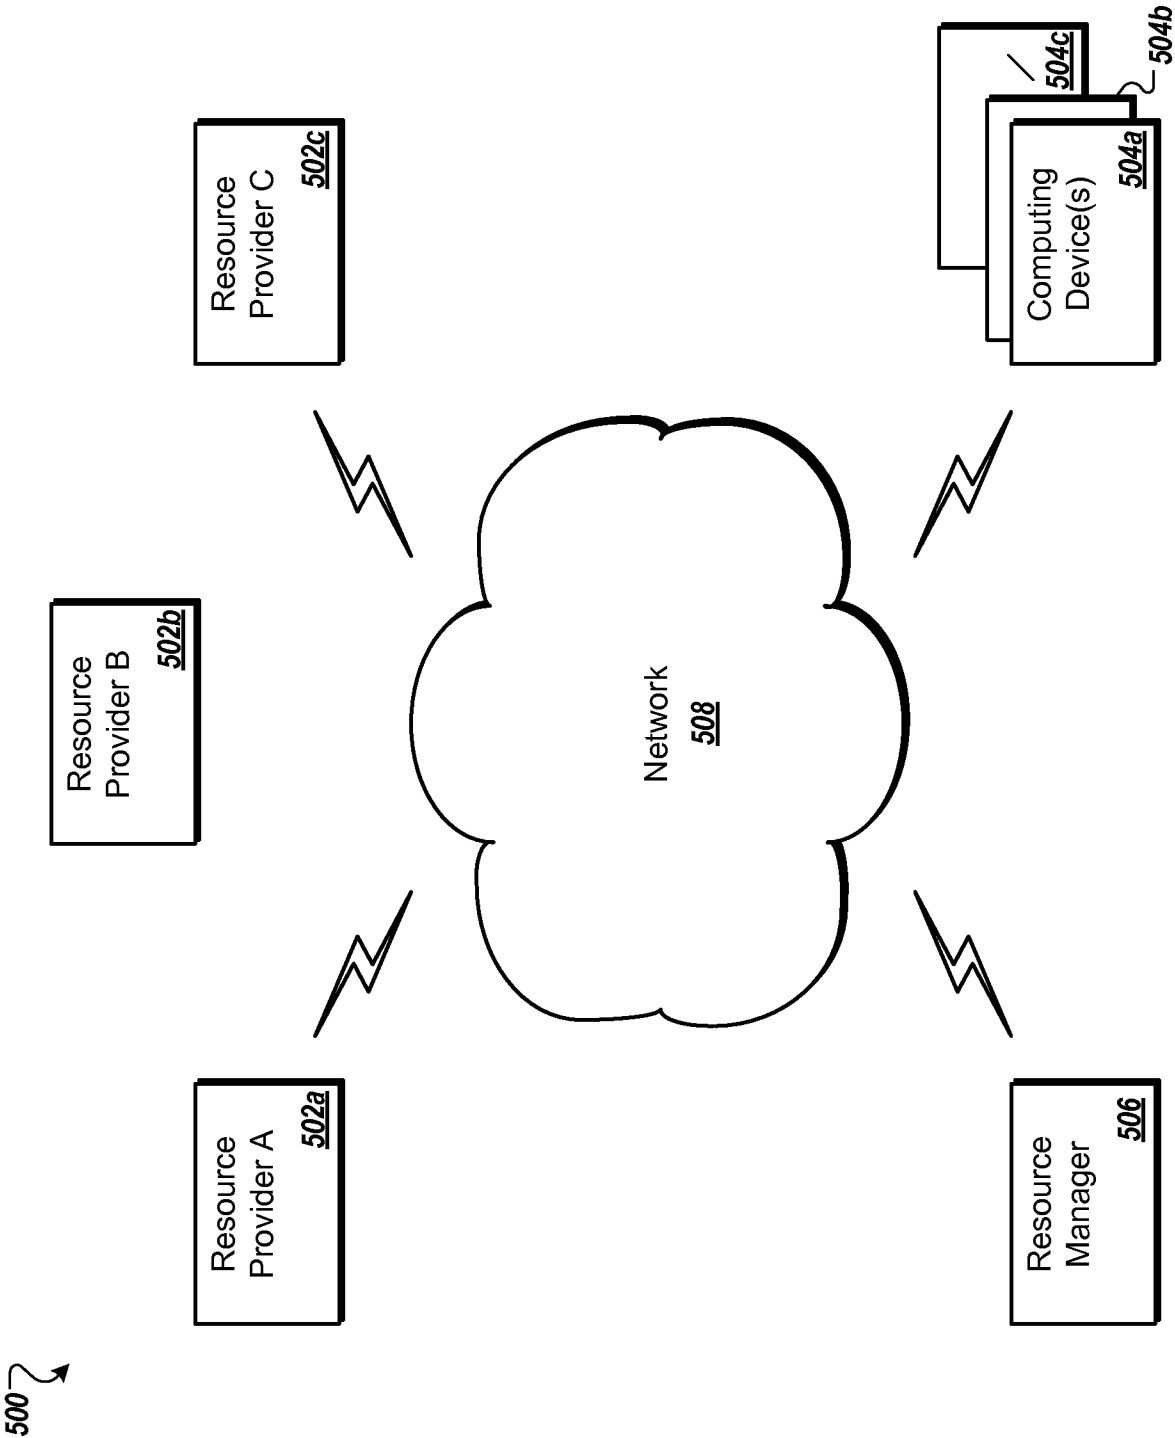 500
Resource
Provider A
502a
Resource
Provider B
502b
Resource
Provider C
502c
Network
508
Resource
Manager
506
Computing
Device(s)
504a
504b
504c